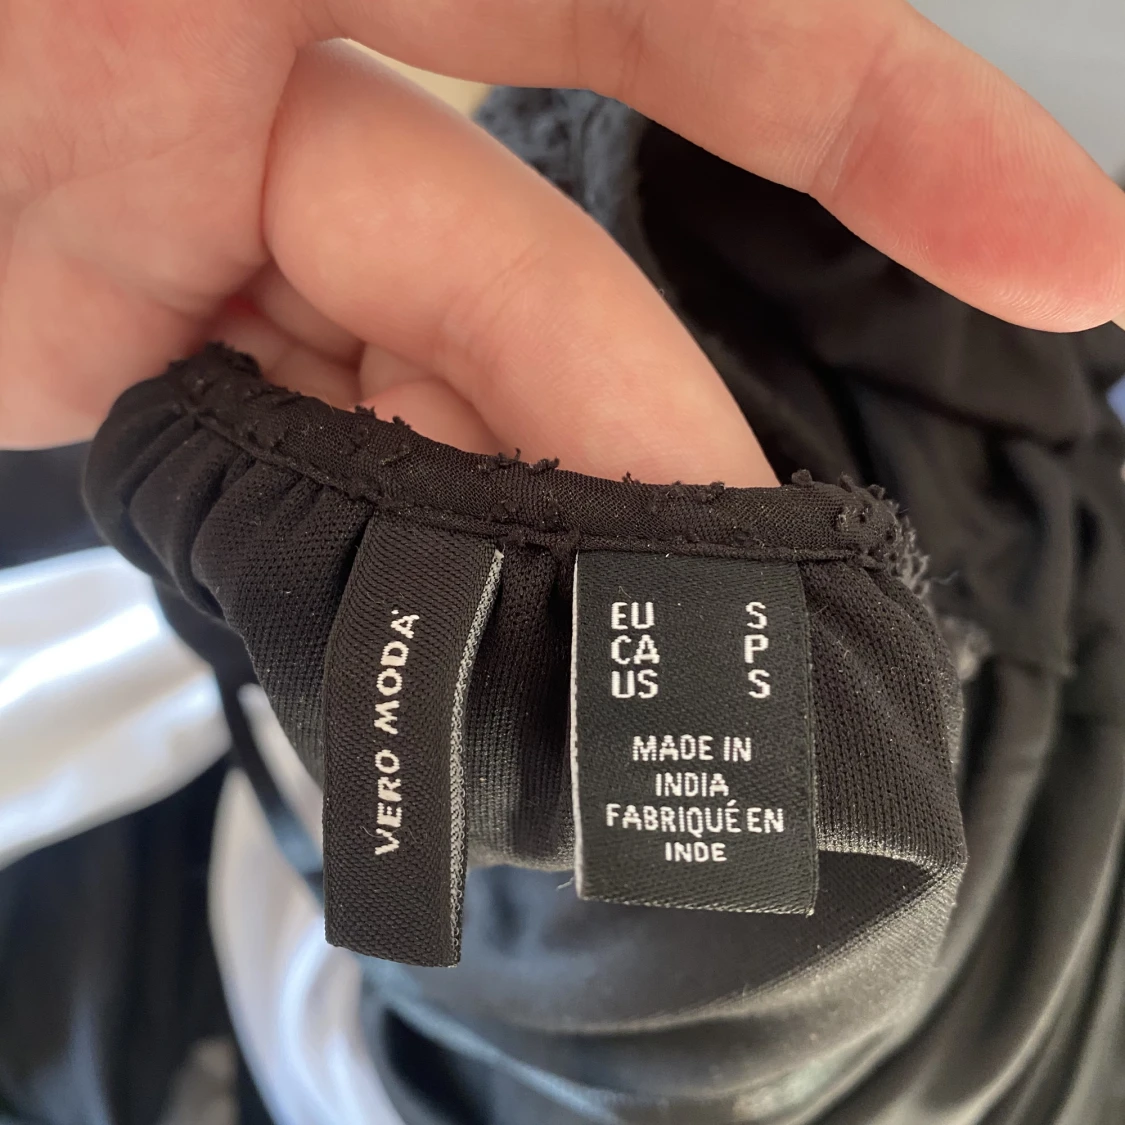 VERO MODA
EU S
CA P
US S
MADE IN
INDIA
FABRIQUÉ EN
INDE